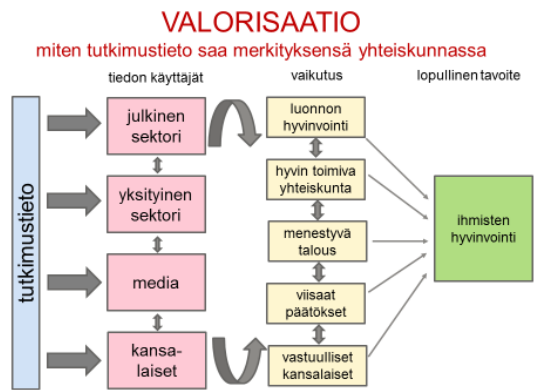 VALORISAATIO
miten tutkimustieto saa merkityksensä yhteiskunnassa
tiedon käyttäjät
vaikutus
lopullinen tavoite
tutkimustieto
julkinen
sektori
yksityinen
sektori
media
kansa-
laiset
luonnon
hyvinvointi
hyvin toimiva
yhteiskunta
menestyvä
talous
viisaat
päätökset
vastuulliset
kansalaiset
ihmisten
hyvinvointi